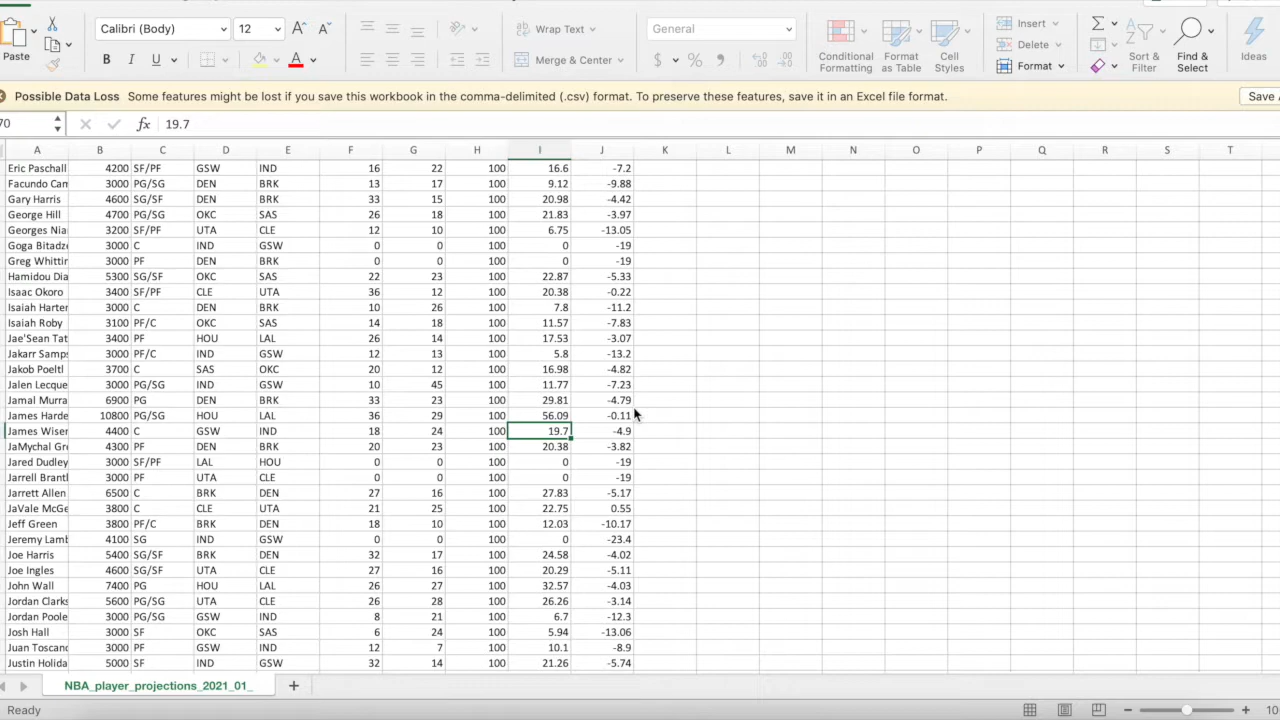 Calibri (Body) 12 A A Wrap Text General Insert Σ
Paste B I U A Merge & Center $ % Conditional Formatting Format as Table Cell Styles Delete Format Sort & Filter Find & Select Ideas
Possible Data Loss Some features might be lost if you save this workbook in the comma-delimited (.csv) format. To preserve these features, save it in an Excel file format. Save
70 fx 19.7
A B C D E F G H I J K L M N O P Q R S T
Eric Paschall 4200 SF/PF GSW IND 16 22 100 16.6 -7.2
Facundo Cam 3000 PG/SG DEN BRK 13 17 100 9.12 -9.88
Gary Harris 4600 SG/SF DEN BRK 33 15 100 20.98 -4.42
George Hill 4700 PG/SG OKC SAS 26 18 100 21.83 -3.97
Georges Nia 3200 SF/PF UTA CLE 12 10 100 6.75 -13.05
Goga Bitadze 3000 C IND GSW 0 0 100 0 -19
Greg Whittin 3000 PF DEN BRK 0 0 100 0 -19
Hamidou Dia 5300 SG/SF OKC SAS 22 23 100 22.87 -5.33
Isaac Okoro 3400 SF/PF CLE UTA 36 12 100 20.38 -0.22
Isaiah Harter 3000 C DEN BRK 10 26 100 7.8 -11.2
Isaiah Roby 3100 PF/C OKC SAS 14 18 100 11.57 -7.83
Jae'Sean Tat 3400 PF HOU LAL 26 14 100 17.53 -3.07
Jakarr Samps 3000 PF/C IND GSW 12 13 100 5.8 -13.2
Jakob Poeltl 3700 C SAS OKC 20 12 100 16.98 -4.82
Jalen Lecque 3000 PG/SG IND GSW 10 45 100 11.77 -7.23
Jamal Murra 6900 PG DEN BRK 33 23 100 29.81 -4.79
James Harde 10800 PG/SG HOU LAL 36 29 100 56.09 -0.11
James Wiser 4400 C GSW IND 18 24 100 19.7 -4.9
JaMychal Gre 4300 PF DEN BRK 20 23 100 20.38 -3.82
Jared Dudley 3000 SF/PF LAL HOU 0 0 100 0 -19
Jarrell Brantl 3000 PF UTA CLE 0 0 100 0 -19
Jarrett Allen 6500 C BRK DEN 27 16 100 27.83 -5.17
JaVale McGe 3800 C CLE UTA 21 25 100 22.75 0.55
Jeff Green 3800 PF/C BRK DEN 18 10 100 12.03 -10.17
Jeremy Lamb 4100 SG IND GSW 0 0 100 0 -23.4
Joe Harris 5400 SG/SF BRK DEN 32 17 100 24.58 -4.02
Joe Ingles 4600 SG/SF UTA CLE 27 16 100 20.29 -5.11
John Wall 7400 PG HOU LAL 26 27 100 32.57 -4.03
Jordan Clarks 5600 PG/SG UTA CLE 26 28 100 26.26 -3.14
Jordan Poole 3000 PG/SG GSW IND 8 21 100 6.7 -12.3
Josh Hall 3000 SF OKC SAS 6 24 100 5.94 -13.06
Juan Toscano 3000 PF GSW IND 12 7 100 10.1 -8.9
Justin Holida 5000 SF IND GSW 32 14 100 21.26 -5.74
NBA_player_projections_2021_01_ +
Ready 10